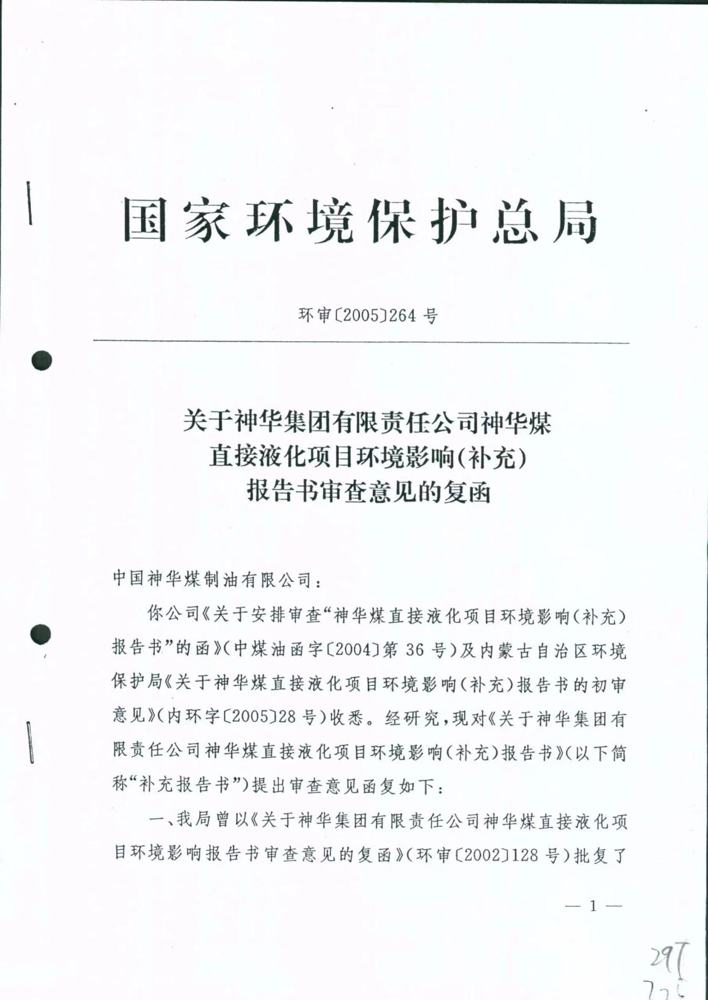 国家环境保护总局
环审〔2005〕264 号
关于神华集团有限责任公司神华煤
直接液化项目环境影响(补充)
报告书审查意见的复函
中国神华煤制油有限公司：
你公司《关于安排审查“神华煤直接液化项目环境影响(补充)
报告书”的函》(中煤油函字〔2004〕第 36 号)及内蒙古自治区环境
保护局《关于神华煤直接液化项目环境影响(补充)报告书的初审
意见》(内环字〔2005〕28 号)收悉。经研究，现对《关于神华集团有
限责任公司神华煤直接液化项目环境影响(补充)报告书》(以下简
称“补充报告书”)提出审查意见函复如下：
一、我局曾以《关于神华集团有限责任公司神华煤直接液化项
目环境影响报告书审查意见的复函》(环审〔2002〕128 号)批复了
— 1 —